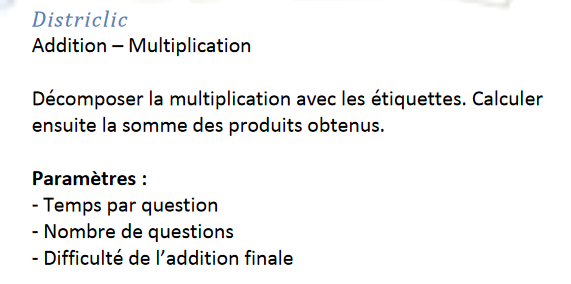 Districlic
Addition – Multiplication
Décomposer la multiplication avec les étiquettes. Calculer
ensuite la somme des produits obtenus.
Paramètres :
- Temps par question
- Nombre de questions
- Difficulté de l’addition finale